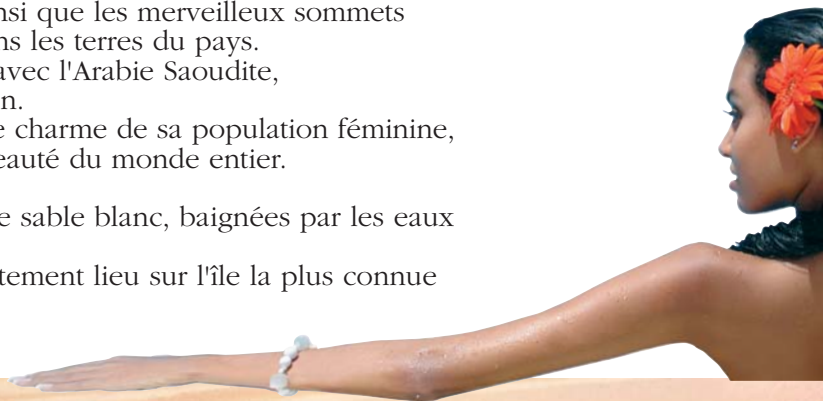 nsi que les merveilleux sommets
ns les terres du pays.
avec l'Arabie Saoudite,
n.
e charme de sa population féminine,
eauté du monde entier.
e sable blanc, baignées par les eaux
tement lieu sur l'île la plus connue